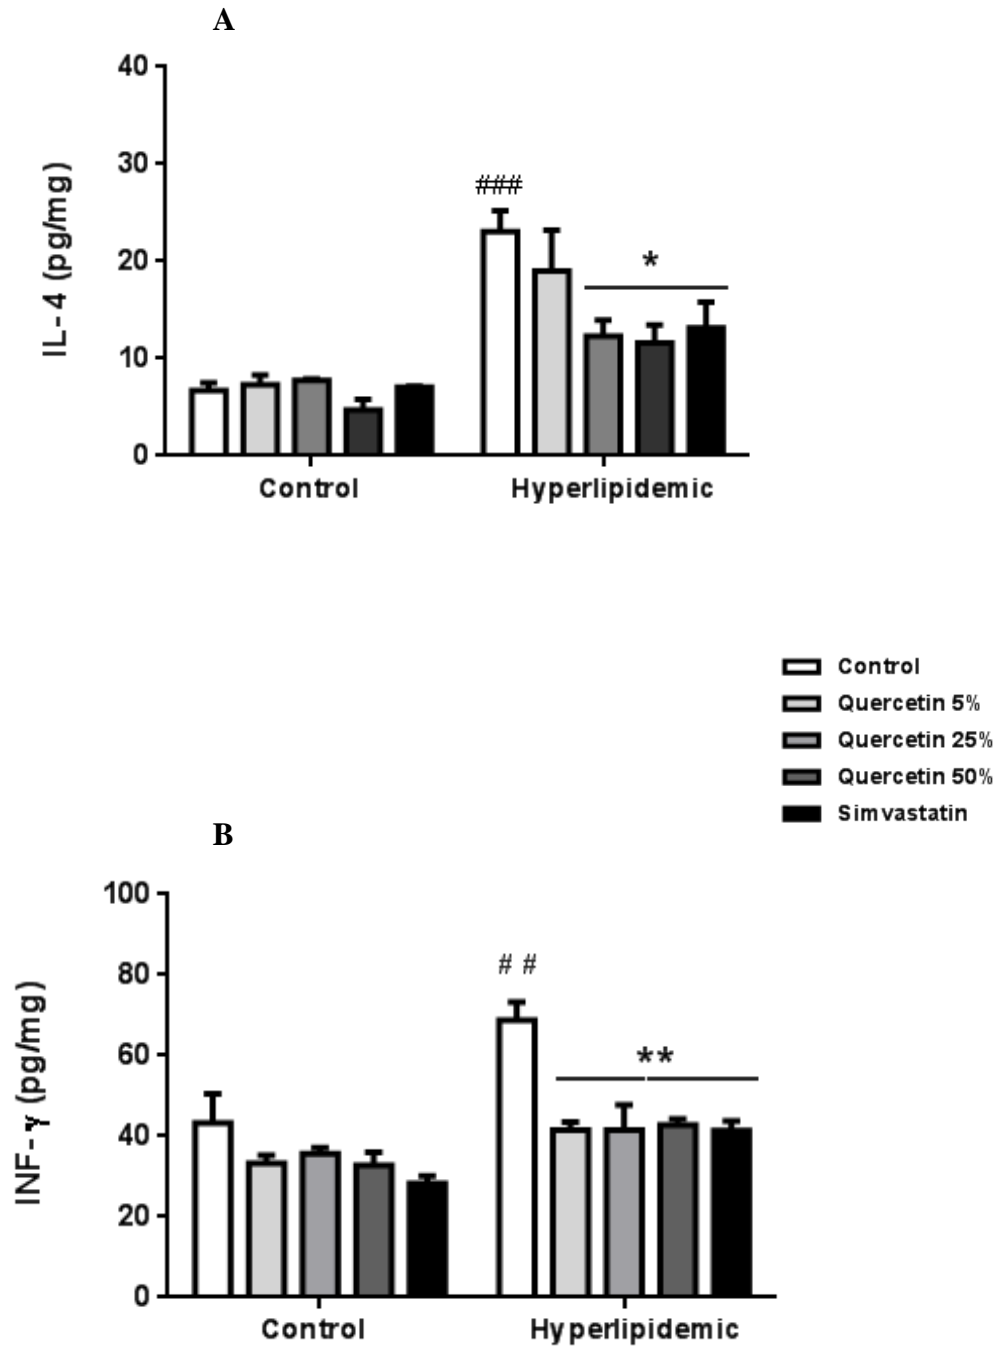 A
40
30
20
10
0
IL-4 (pg/mg)
###
*
Control
Hyperlipidemic
Control
Quercetin 5%
Quercetin 25%
Quercetin 50%
Simvastatin
B
100
80
60
40
20
0
INF-γ (pg/mg)
# #
**
Control
Hyperlipidemic